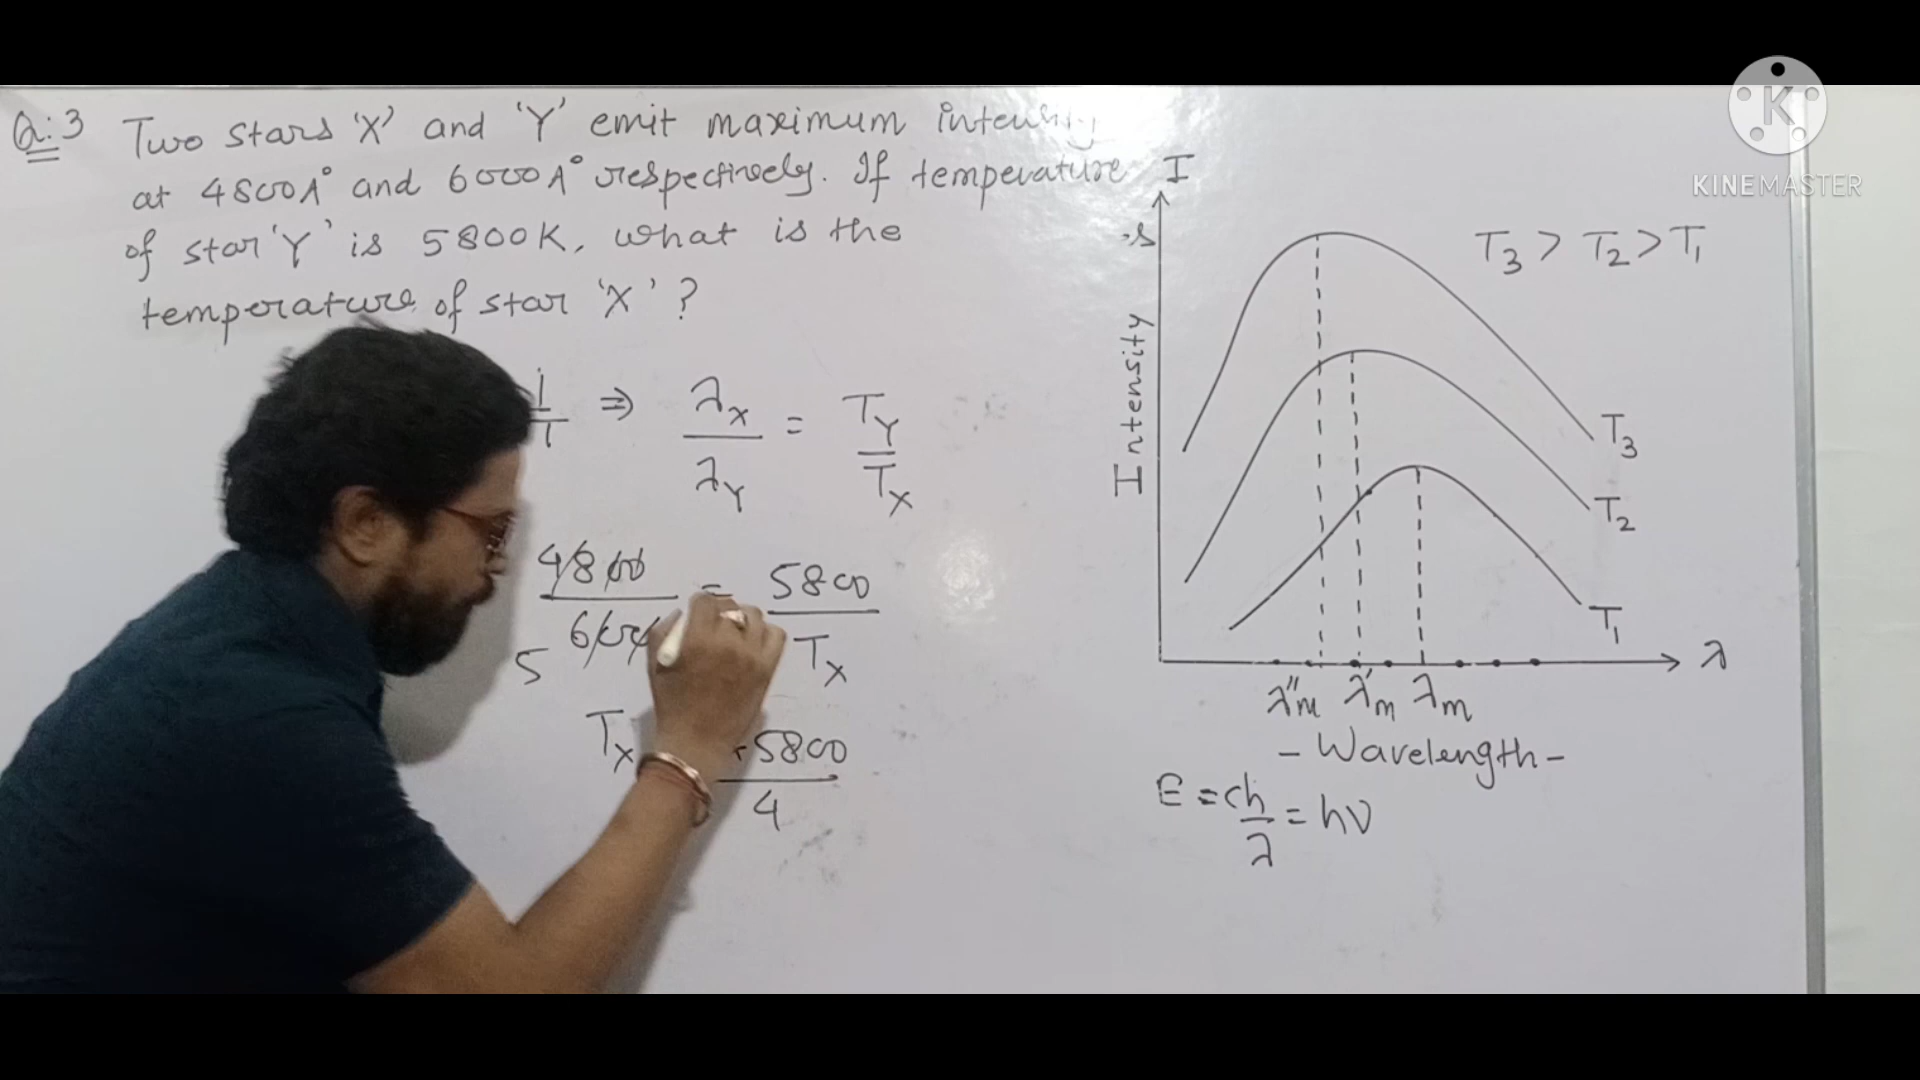 Q:3 Two stars 'X' and 'Y' emit maximum intensity
at 4800A° and 6000A° respectively. If temperature
of star 'Y' is 5800K, what is the
temperature of star 'X' ?
1/T ⇒ λX/λY = TY/TX
4800/6000 = 5800/TX
5
TX 5800/4
I
Intensity
T3 > T2 > T1
T3
T2
T1
λ
λ"m λ'm λm
- Wavelength -
E = ch/λ = hν
K
KINEMASTER